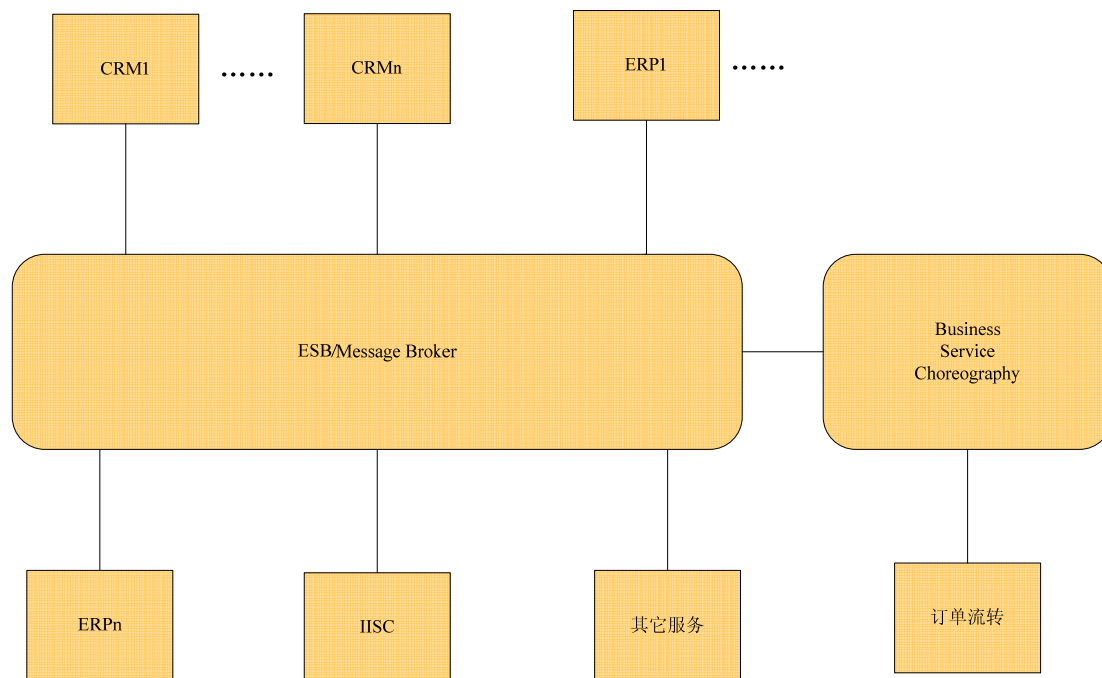 CRM1
……
CRMn
ERP1
……
ESB/Message Broker
Business
Service
Choreography
ERPn
IISC
其它服务
订单流转